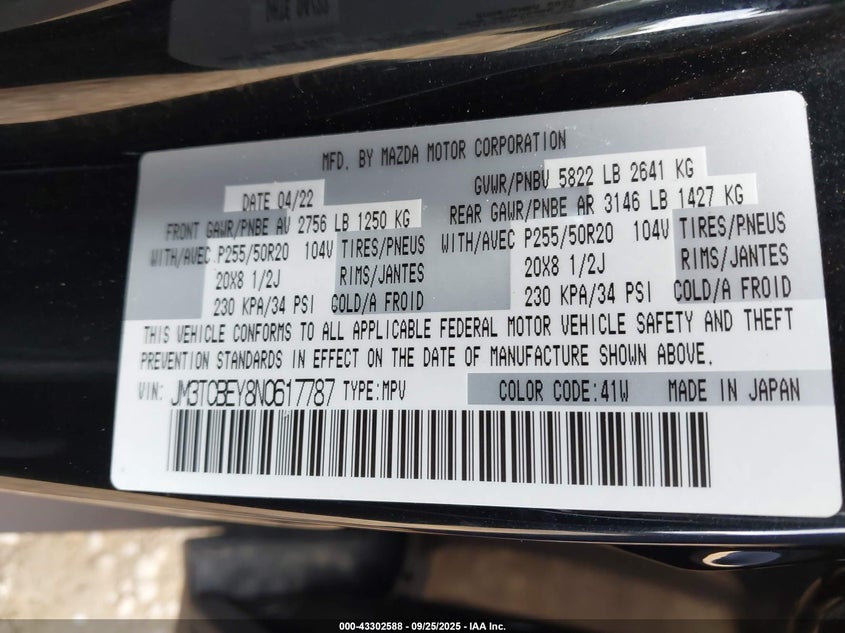 MFD. BY MAZDA MOTOR CORPORATION
DATE 04/22
GVWR/PNBV 5822 LB 2641 KG
FRONT GAWR/PNBE AV 2756 LB 1250 KG
WITH/AVEC P255/50R20 104V TIRES/PNEUS
20X8 1/2J RIMS/JANTES
230 KPA/34 PSI COLD/A FROID
REAR GAWR/PNBE AR 3146 LB 1427 KG
WITH/AVEC P255/50R20 104V TIRES/PNEUS
20X8 1/2J RIMS/JANTES
230 KPA/34 PSI COLD/A FROID
THIS VEHICLE CONFORMS TO ALL APPLICABLE FEDERAL MOTOR VEHICLE SAFETY AND THEFT
PREVENTION STANDARDS IN EFFECT ON THE DATE OF MANUFACTURE SHOWN ABOVE.
VIN: JM3TCBEY8N0617787 TYPE:MPV COLOR CODE:41W MADE IN JAPAN
000-43302588 - 09/25/2025 - IAA Inc.